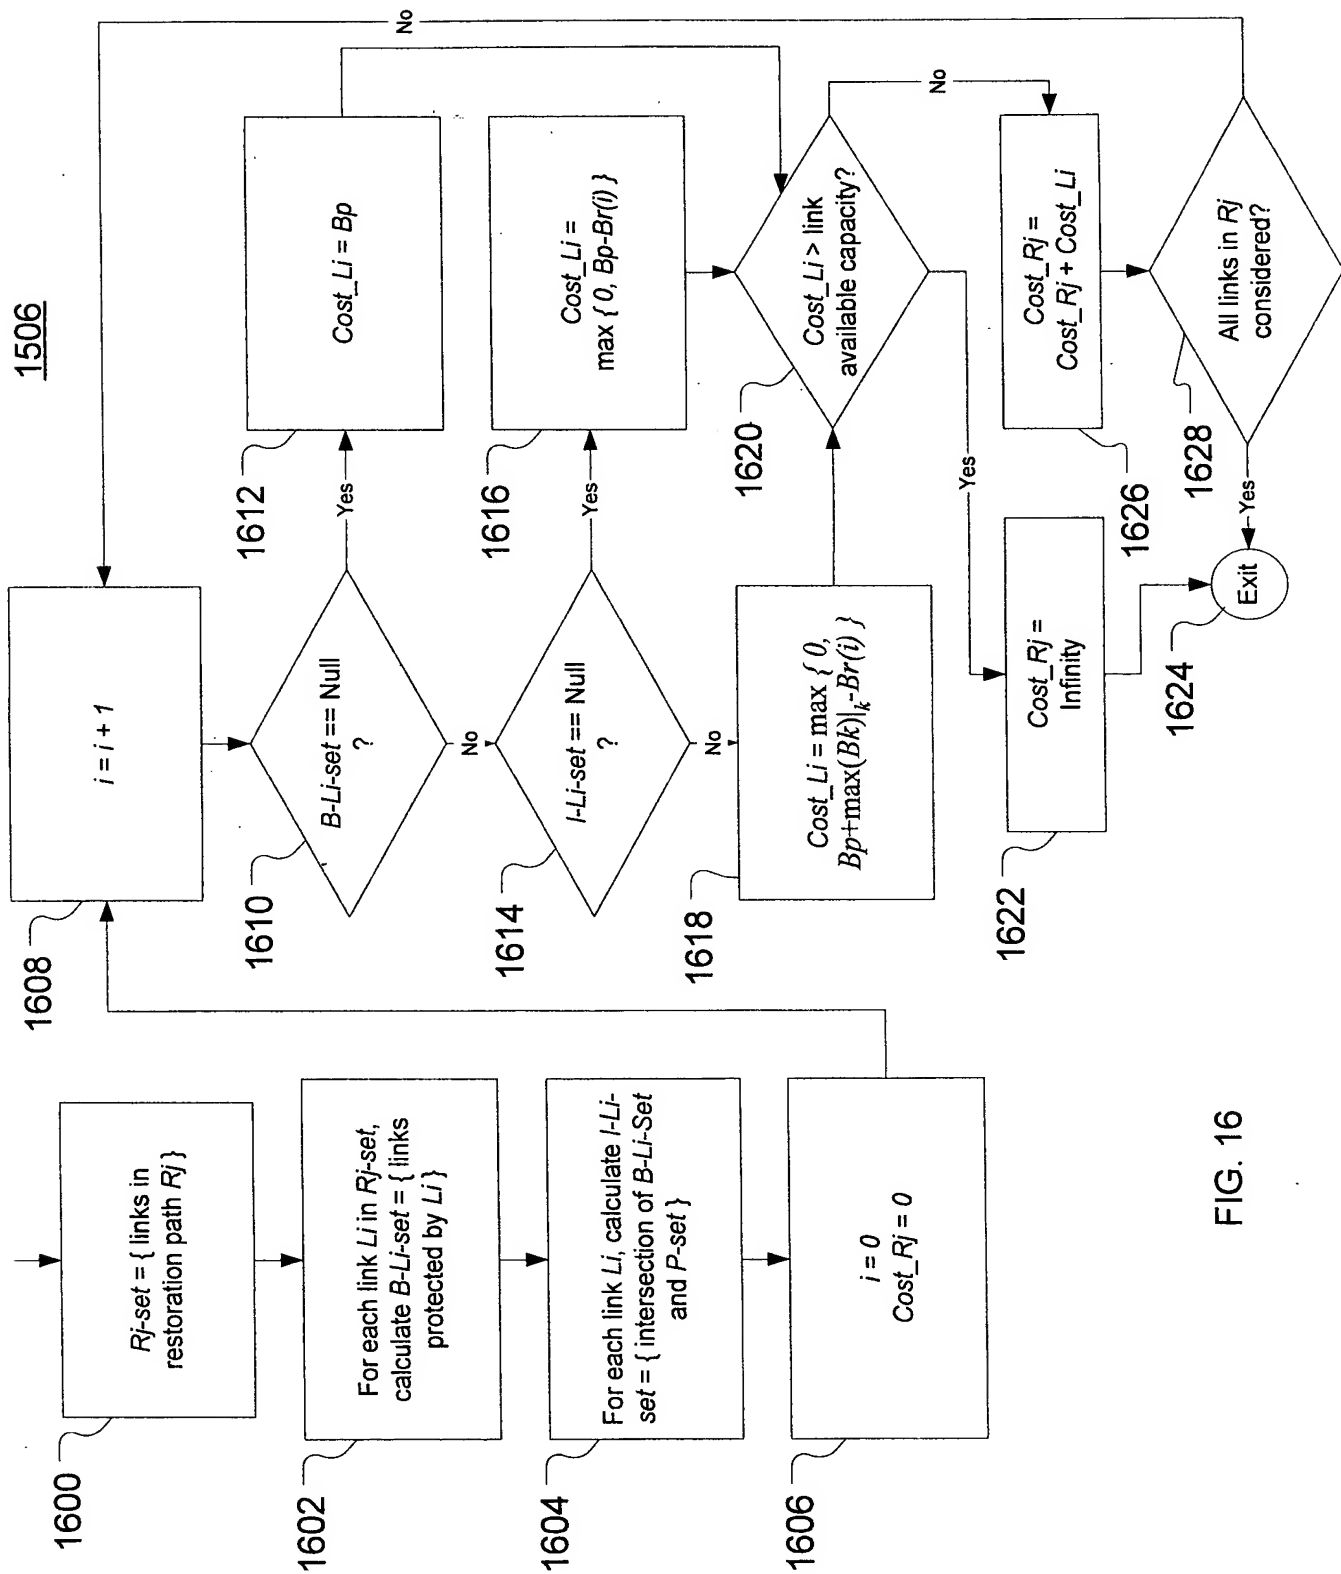 1506
1600
Rj-set = { links in
restoration path Rj }
1602
For each link Li in Rj-set,
calculate B-Li-set = { links
protected by Li }
1604
For each link Li, calculate I-Li-
set = { intersection of B-Li-Set
and P-set }
1606
i = 0
Cost_Rj = 0
1608
i = i + 1
1610
B-Li-set == Null
?
Yes
No
1612
Cost_Li = Bp
1614
I-Li-set == Null
?
Yes
No
1616
Cost_Li =
max { 0, Bp-Br(i) }
1618
Cost_Li = max { 0,
Bp+max(Bk)|k-Br(i) }
1620
Cost_Li > link
available capacity?
Yes
No
1622
Cost_Rj =
Infinity
1624
Exit
1626
Cost_Rj =
Cost_Rj + Cost_Li
1628
All links in Rj
considered?
Yes
No
FIG. 16